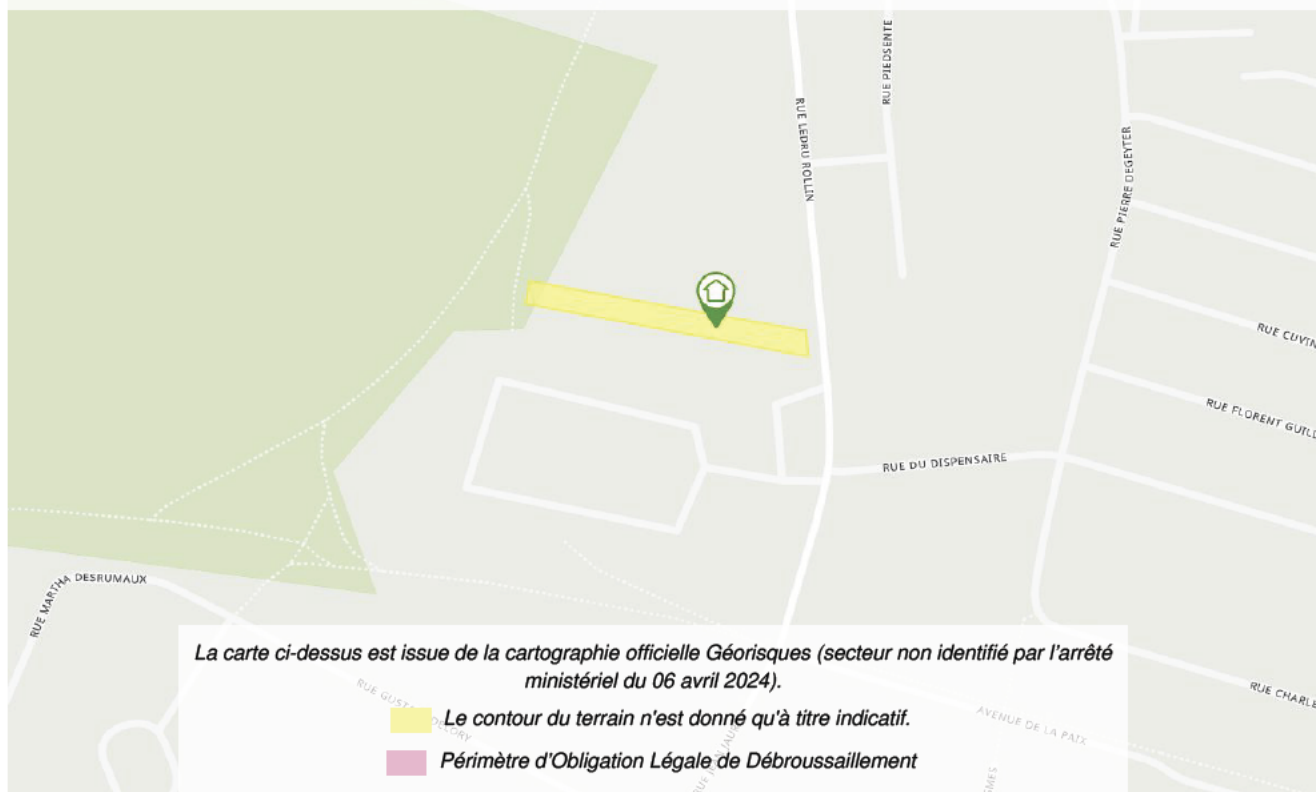 RUE PIEDSENTE
RUE LEDRU ROLLIN
RUE PIERRE DEGEYTER
RUE
RUE FLORENT
RUE DU DISPENSAIRE
RUE MARTHA DESRUMAUX
La carte ci-dessus est issue de la cartographie officielle Géorisques (secteur non identifié par l'arrêté
ministériel du 06 avril 2024).
RUE
Le contour du terrain n'est donné qu'à titre indicatif.
RUE
AVENUE DE LA PAIX
Périmètre d'Obligation Légale de Débroussaillement